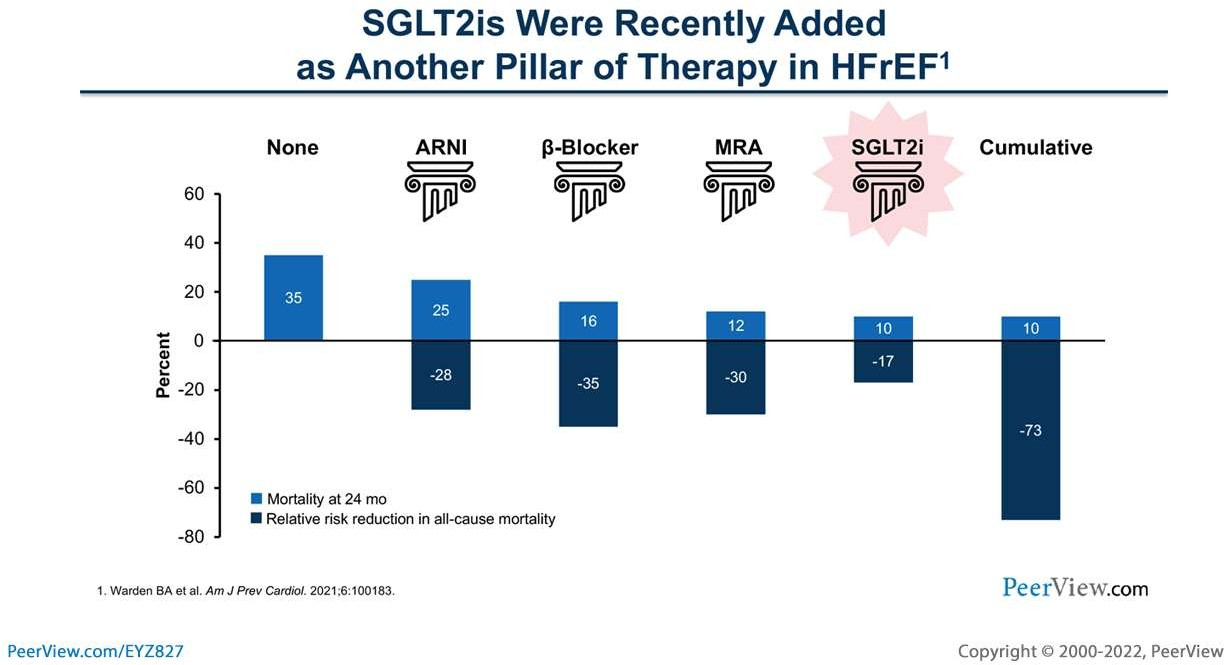 SGLT2is Were Recently Added
as Another Pillar of Therapy in HFrEF¹
None ARNI β-Blocker MRA SGLT2i Cumulative
60
40
20
0
-20
-40
-60
-80
Percent
35 25 16 12 10 10
-28 -35 -30 -17 -73
Mortality at 24 mo
Relative risk reduction in all-cause mortality
1. Warden BA et al. Am J Prev Cardiol. 2021;6:100183.
PeerView.com
PeerView.com/EYZ827
Copyright © 2000-2022, PeerView